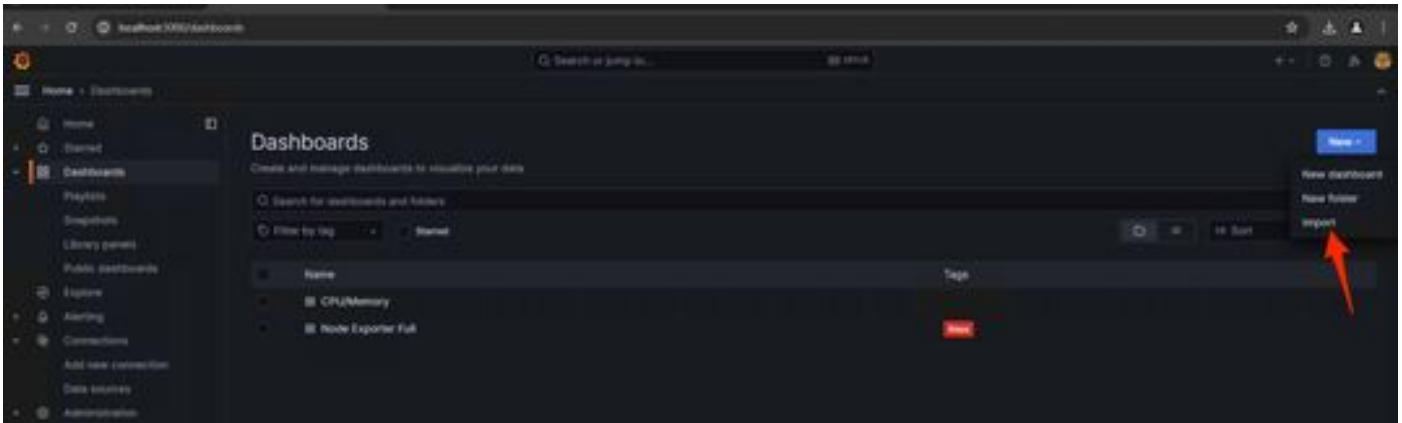 localhost:3000/dashboards
Search or jump to...
Home › Dashboards
Home
Starred
Dashboards
Playlists
Snapshots
Library panels
Public dashboards
Explore
Alerting
Connections
Add new connection
Data sources
Administration
Dashboards
New
Create and manage dashboards to visualize your data
New dashboard
New folder
Import
Search for dashboards and folders
Filter by tag
Starred
Sort
Name
Tags
CPU/Memory
Node Exporter Full